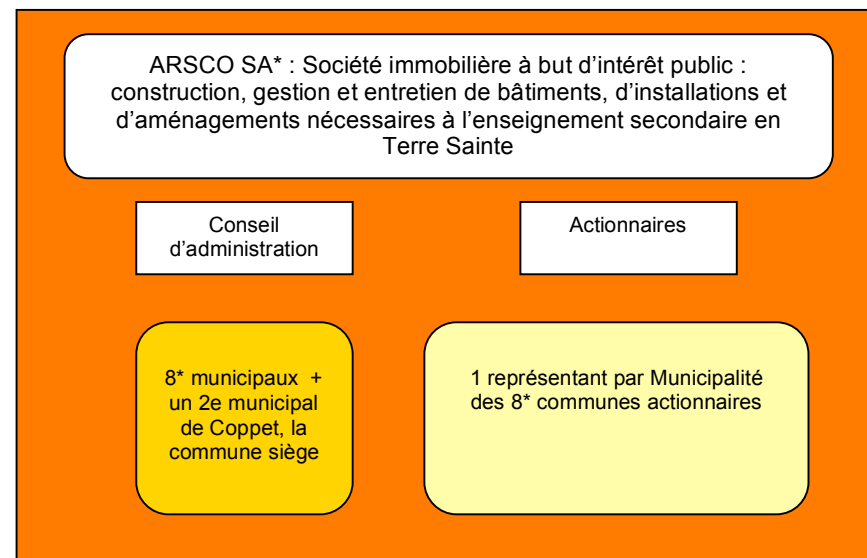 ARSCO SA* : Société immobilière à but d'intérêt public :
construction, gestion et entretien de bâtiments, d'installations et
d'aménagements nécessaires à l'enseignement secondaire en
Terre Sainte
Conseil
d'administration
Actionnaires
8* municipaux + 
un 2e municipal
de Coppet, la
commune siège
1 représentant par Municipalité
des 8* communes actionnaires